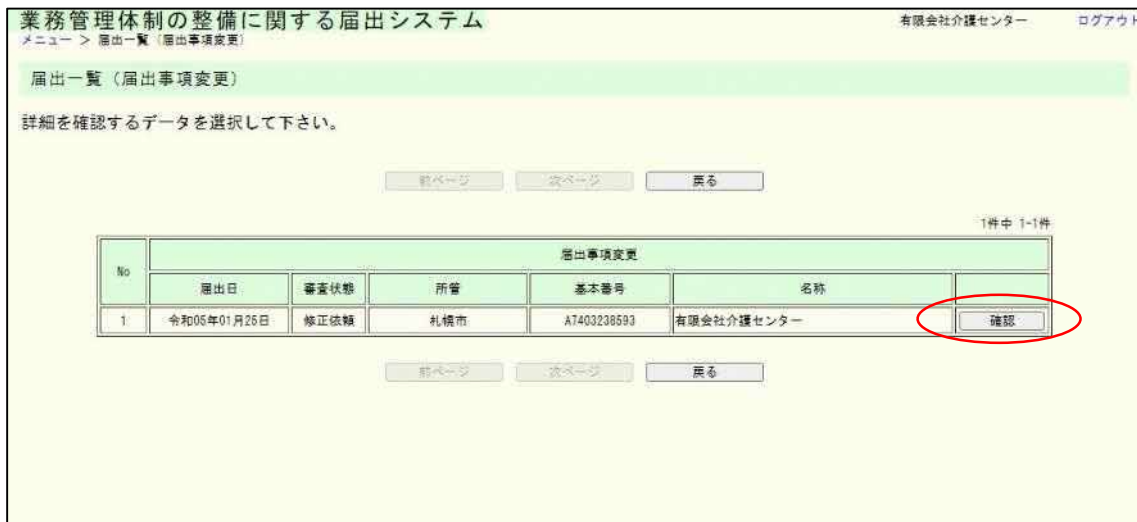 業務管理体制の整備に関する届出システム
有限会社介護センター ログアウト
メニュー > 届出一覧（届出事項変更）
届出一覧（届出事項変更）
詳細を確認するデータを選択して下さい。
前ページ 次ページ 戻る
1件中 1-1件
No 届出事項変更
届出日 審査状態 所管 基本番号 名称
1 令和05年01月26日 修正依頼 札幌市 A7403238593 有限会社介護センター 確認
前ページ 次ページ 戻る